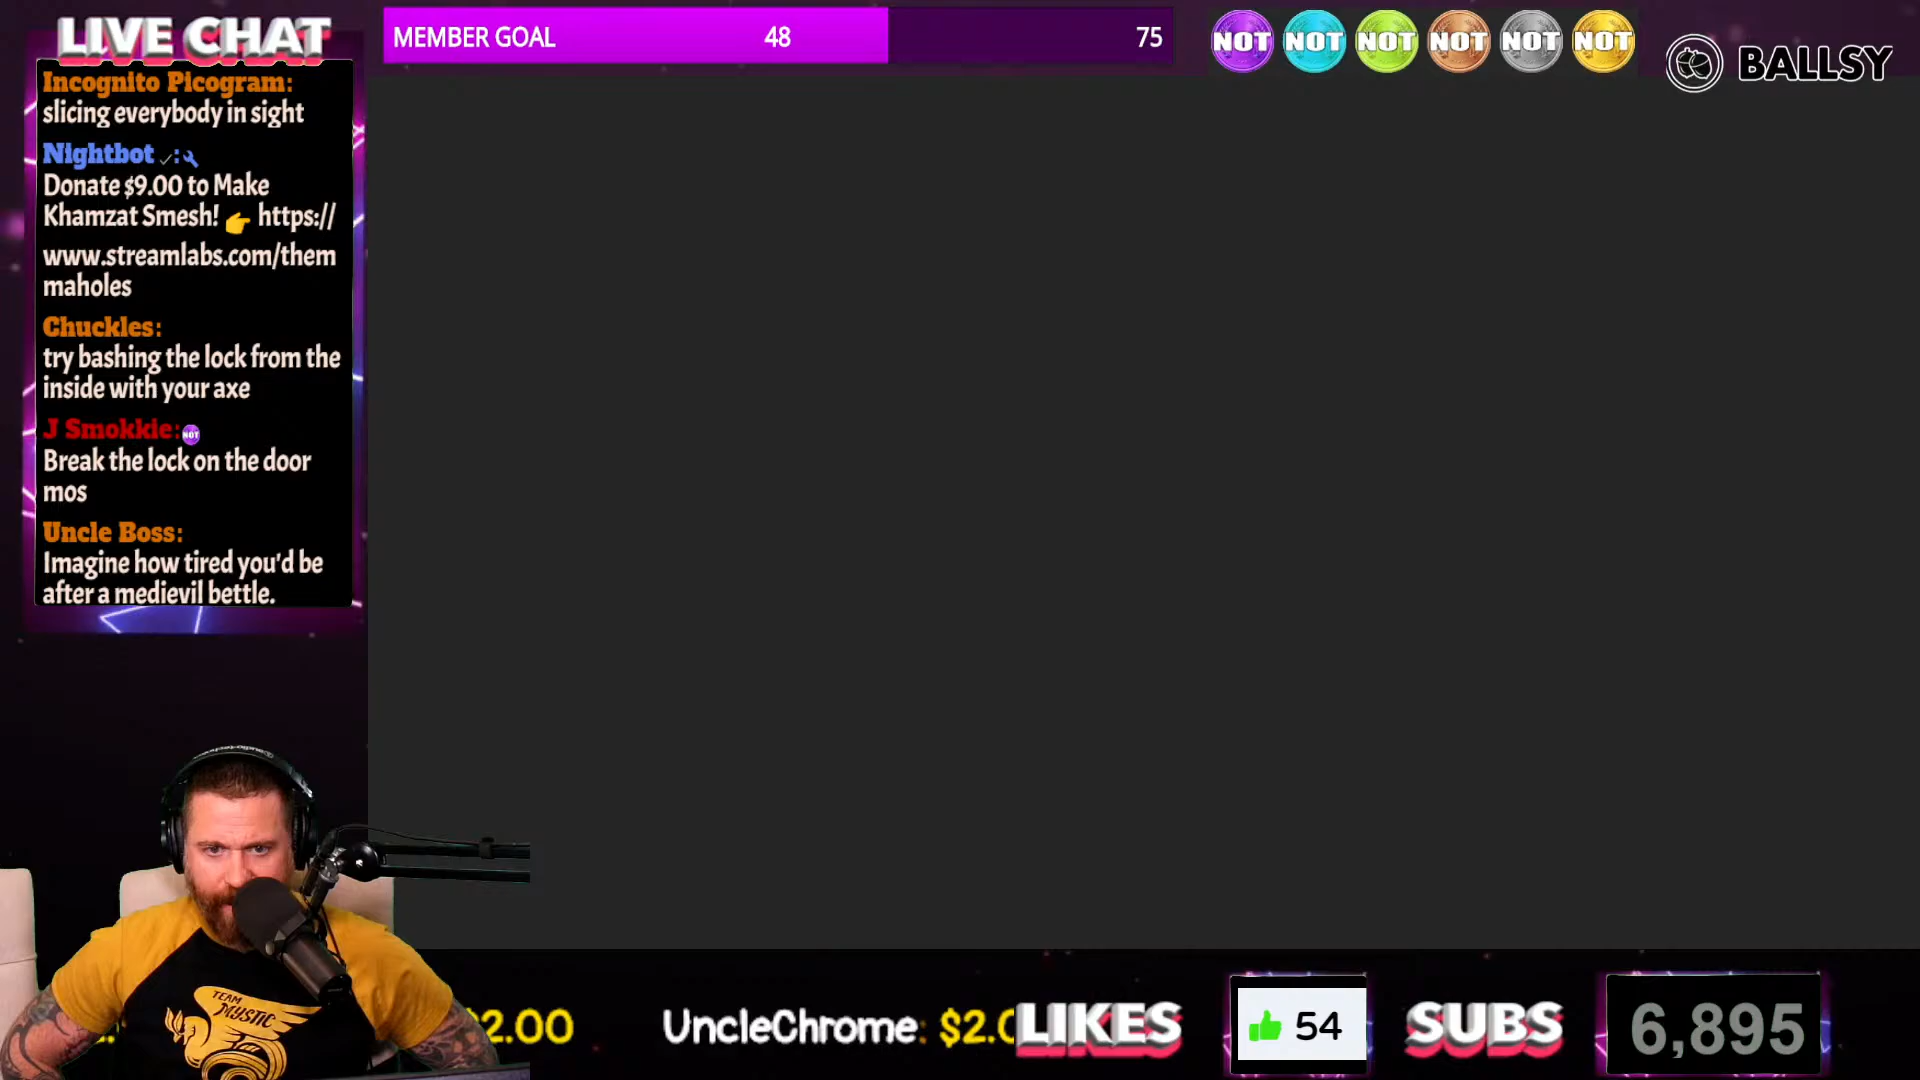 LIVE CHAT
Incognito Picogram:
slicing everybody in sight
Nightbot
Donate $9.00 to Make
Khamzat Smesh! 👉 https://
www.streamlabs.com/them
maholes
Chuckles:
try bashing the lock from the
inside with your axe
J Smokkie: NOT
Break the lock on the door
mos
Uncle Boss:
Imagine how tired you'd be
after a medievil bettle.
MEMBER GOAL 48 75
NOT NOT NOT NOT NOT NOT
BALLSY
TEAM
MYSTIC
$2.00 UncleChrome: $2.0
LIKES 54 SUBS 6,895